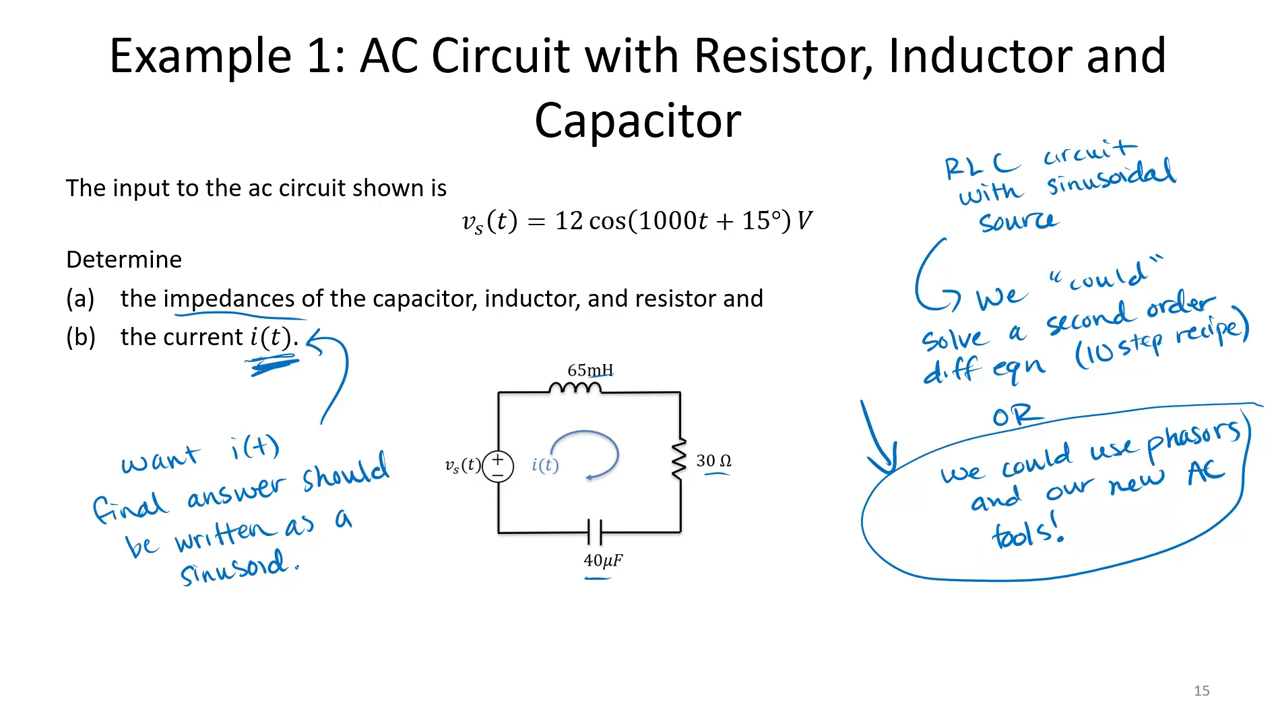 Example 1: AC Circuit with Resistor, Inductor and
Capacitor
The input to the ac circuit shown is
vₛ(t) = 12 cos(1000t + 15°) V
Determine
(a) the impedances of the capacitor, inductor, and resistor and
(b) the current i(t).
RLC circuit
with sinusoidal
source
We "could"
solve a second order
diff eqn (10 step recipe)
OR
we could use phasors
and our new AC
tools!
want i(t)
final answer should
be written as a
sinusoid.
65mH
vₛ(t)
+
−
i(t)
30 Ω
40μF
15